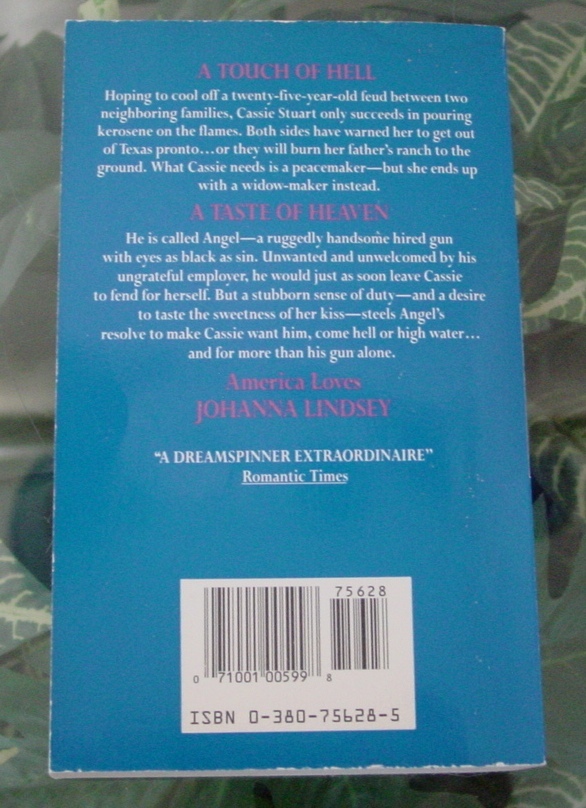 A TOUCH OF HELL
Hoping to cool off a twenty-five-year-old feud between two
neighboring families, Cassie Stuart only succeeds in pouring
kerosene on the flames. Both sides have warned her to get out
of Texas pronto...or they will burn her father's ranch to the
ground. What Cassie needs is a peacemaker—but she ends up
with a widow-maker instead.
A TASTE OF HEAVEN
He is called Angel—a ruggedly handsome hired gun
with eyes as black as sin. Unwanted and unwelcomed by his
ungrateful employer, he would just as soon leave Cassie
to fend for herself. But a stubborn sense of duty—and a desire
to taste the sweetness of her kiss—steels Angel's
resolve to make Cassie want him, come hell or high water...
and for more than his gun alone.
America Loves
JOHANNA LINDSEY
"A DREAMSPINNER EXTRAORDINAIRE"
Romantic Times
75628
0 71001 00599 8
ISBN 0-380-75628-5